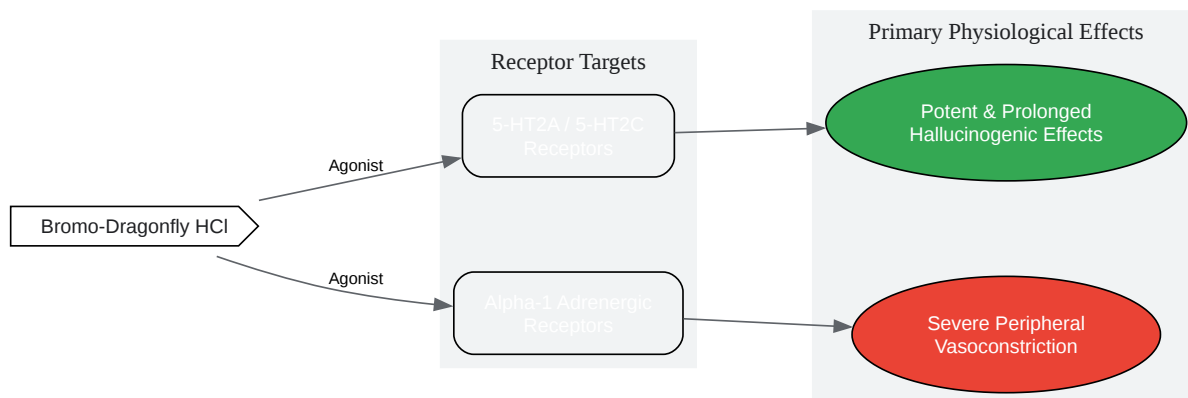 Primary Physiological Effects
Receptor Targets
Potent & Prolonged
Hallucinogenic Effects
5-HT2A / 5-HT2C
Receptors
Agonist
Bromo-Dragonfly HCl
Agonist
Alpha-1 Adrenergic
Receptors
Severe Peripheral
Vasoconstriction